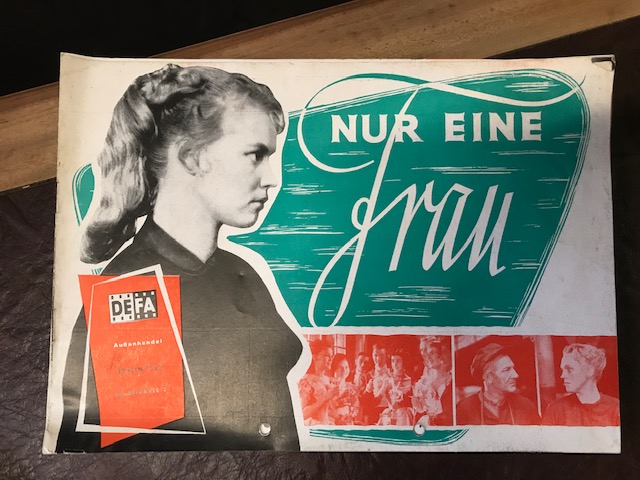 NUR EINE
Frau
DEFA
Außenhandel